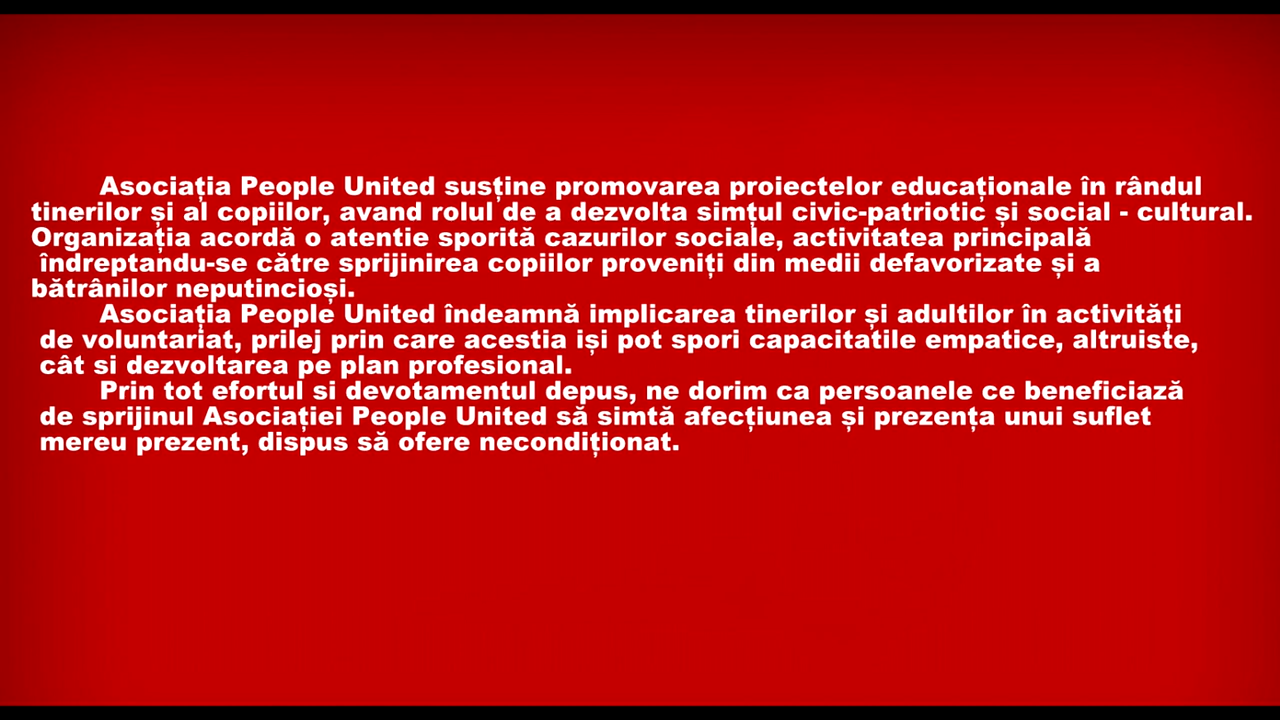 Asociația People United susține promovarea proiectelor educaționale în rândul
tinerilor și al copiilor, avand rolul de a dezvolta simțul civic-patriotic și social - cultural.
Organizația acordă o atentie sporită cazurilor sociale, activitatea principală
îndreptandu-se către sprijinirea copiilor proveniți din medii defavorizate și a
bătrânilor neputincioși.
Asociația People United îndeamnă implicarea tinerilor și adultilor în activități
de voluntariat, prilej prin care acestia iși pot spori capacitatile empatice, altruiste,
cât si dezvoltarea pe plan profesional.
Prin tot efortul si devotamentul depus, ne dorim ca persoanele ce beneficiază
de sprijinul Asociației People United să simtă afecțiunea și prezența unui suflet
mereu prezent, dispus să ofere necondiționat.